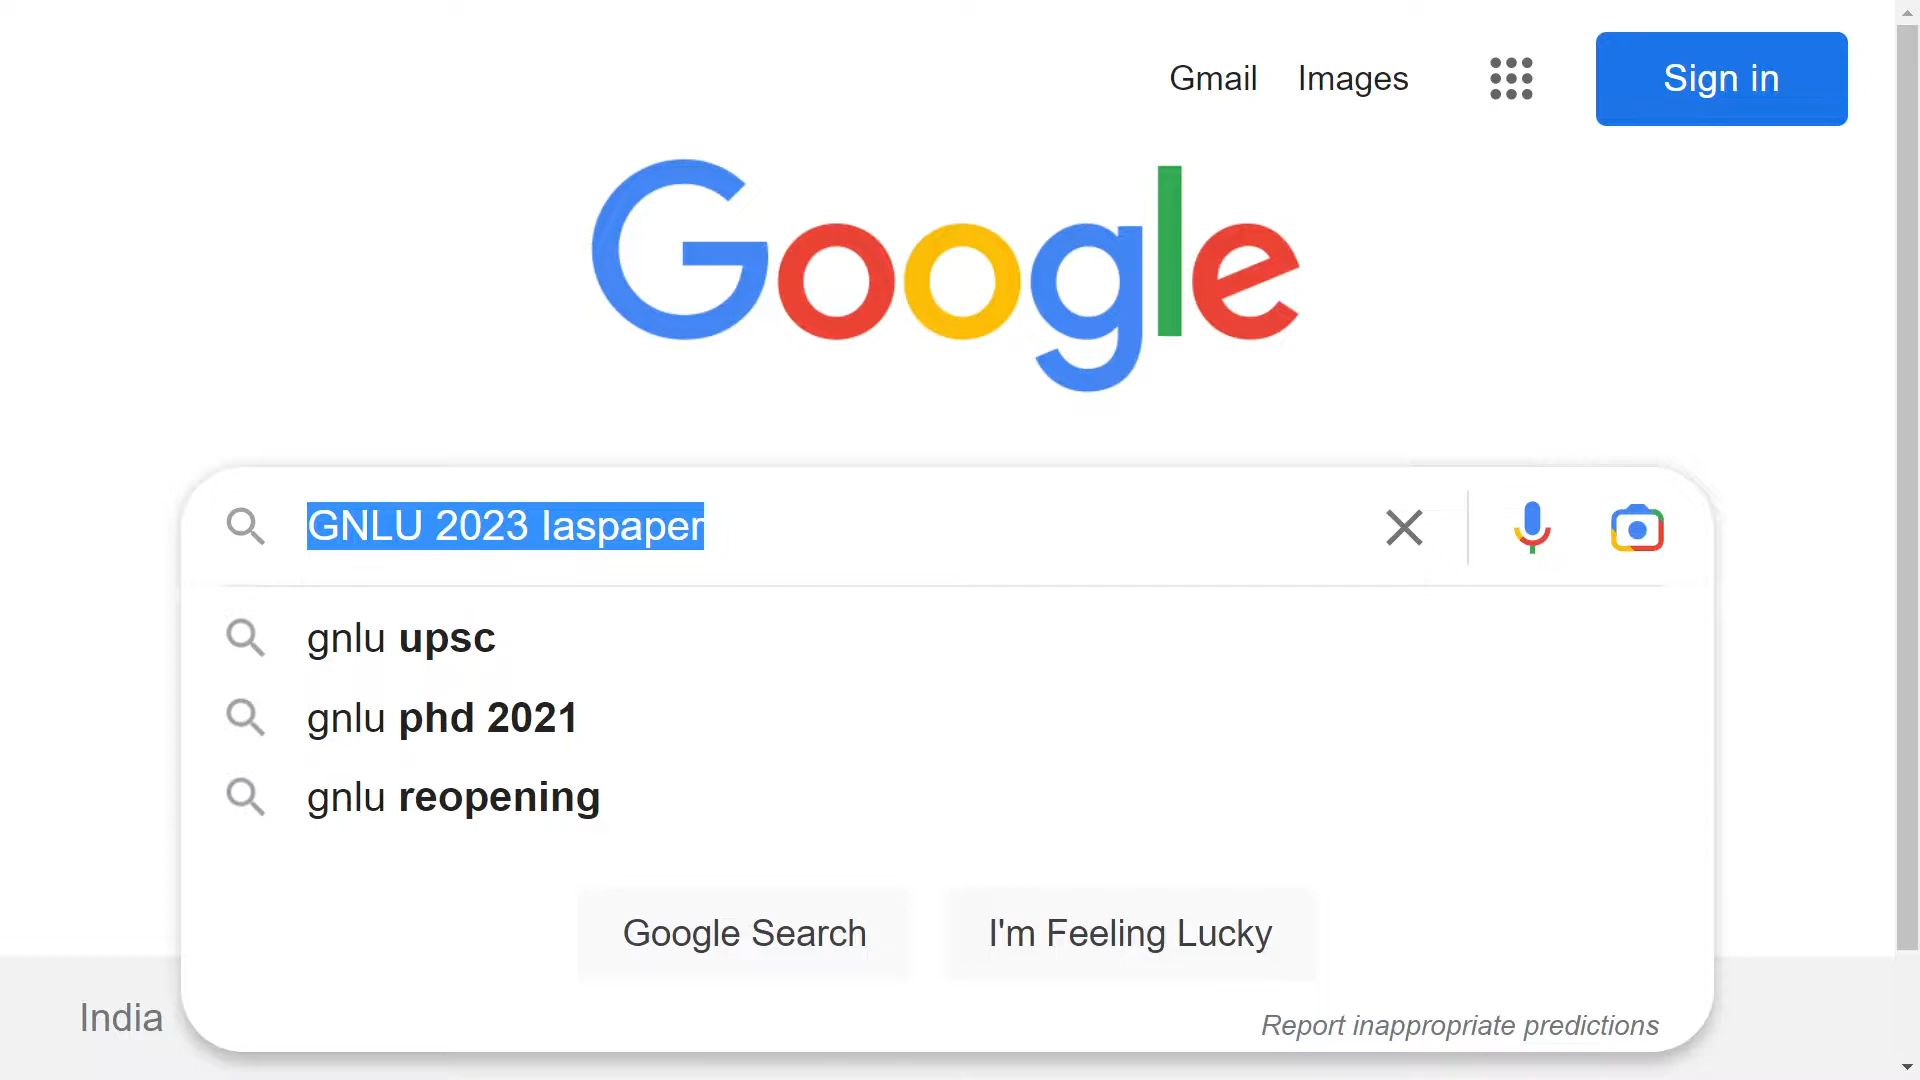 Gmail Images Sign in
Google
GNLU 2023 Iaspaper
gnlu upsc
gnlu phd 2021
gnlu reopening
Google Search I'm Feeling Lucky
India
Report inappropriate predictions